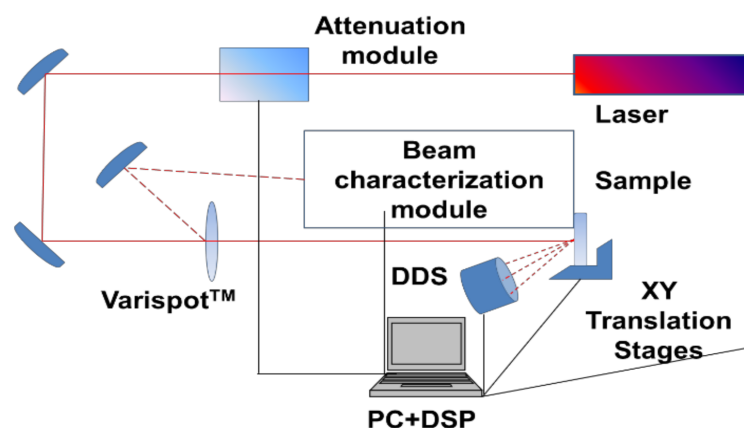 Attenuation
module
Laser
Beam
characterization
module
Sample
Varispot™
DDS
XY
Translation
Stages
PC+DSP